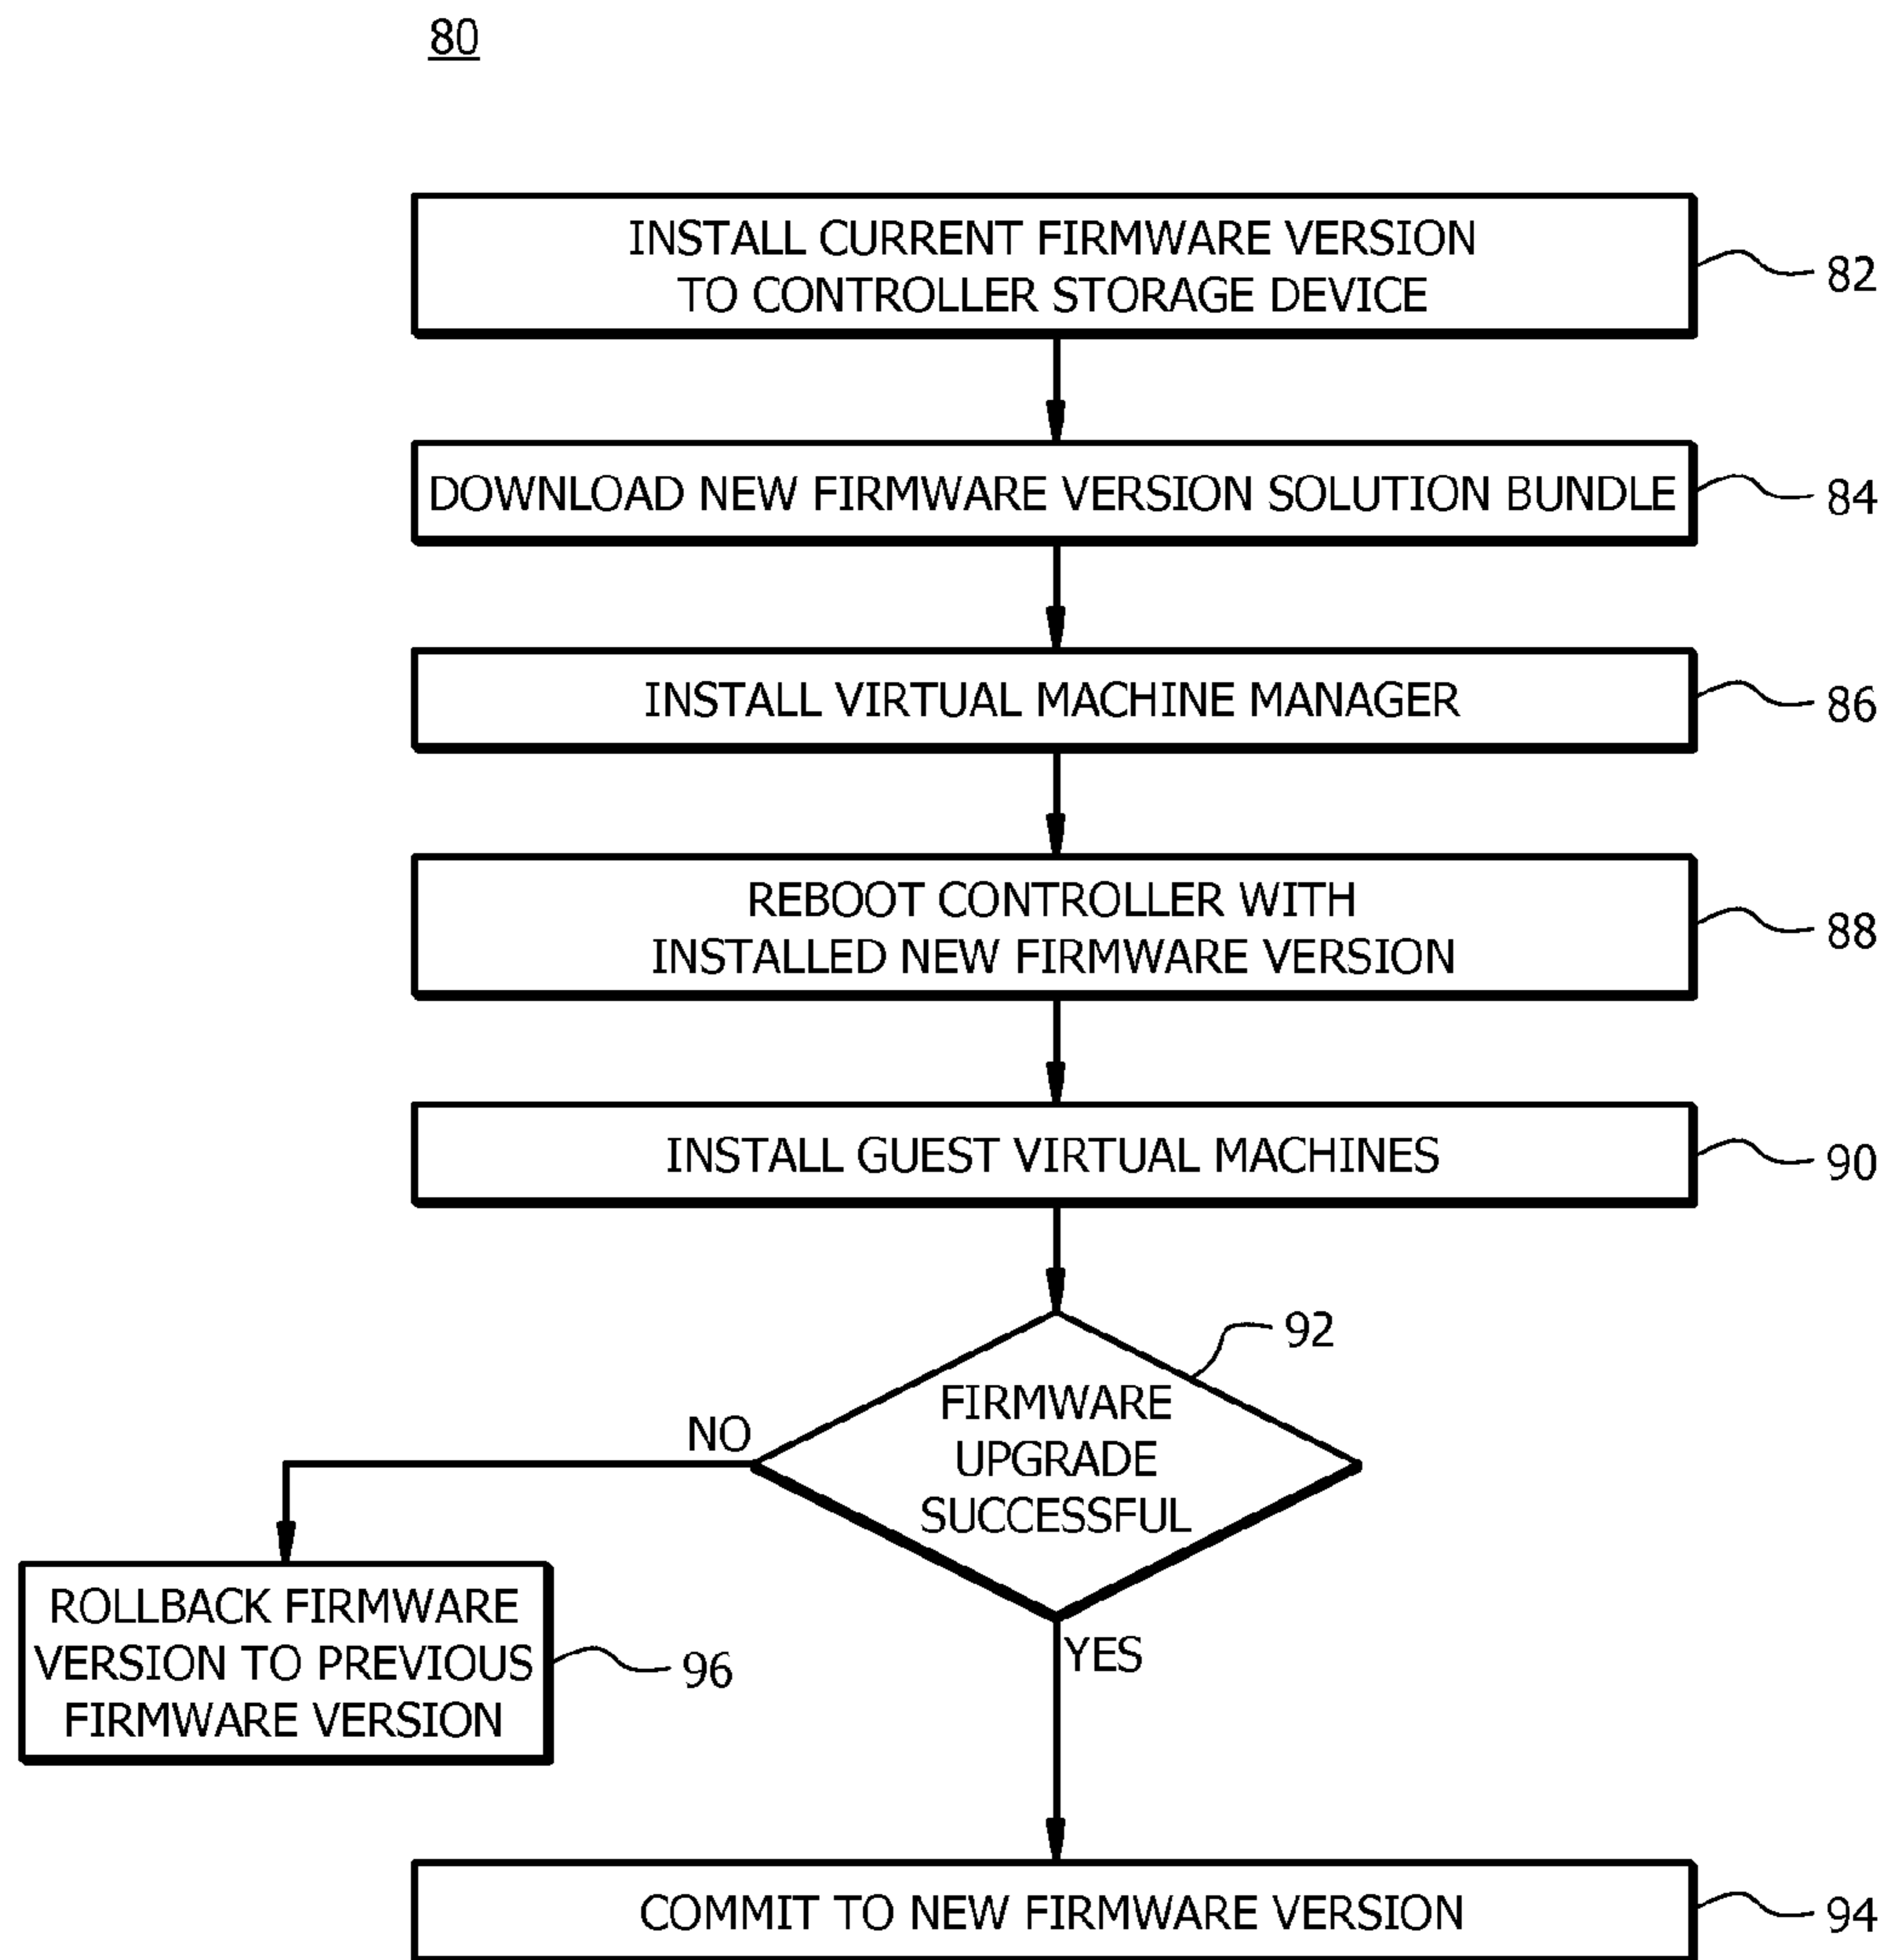 80
INSTALL CURRENT FIRMWARE VERSION
TO CONTROLLER STORAGE DEVICE
82
DOWNLOAD NEW FIRMWARE VERSION SOLUTION BUNDLE
84
INSTALL VIRTUAL MACHINE MANAGER
86
REBOOT CONTROLLER WITH
INSTALLED NEW FIRMWARE VERSION
88
INSTALL GUEST VIRTUAL MACHINES
90
92
FIRMWARE
UPGRADE
SUCCESSFUL
NO
ROLLBACK FIRMWARE
VERSION TO PREVIOUS
FIRMWARE VERSION
96
YES
COMMIT TO NEW FIRMWARE VERSION
94